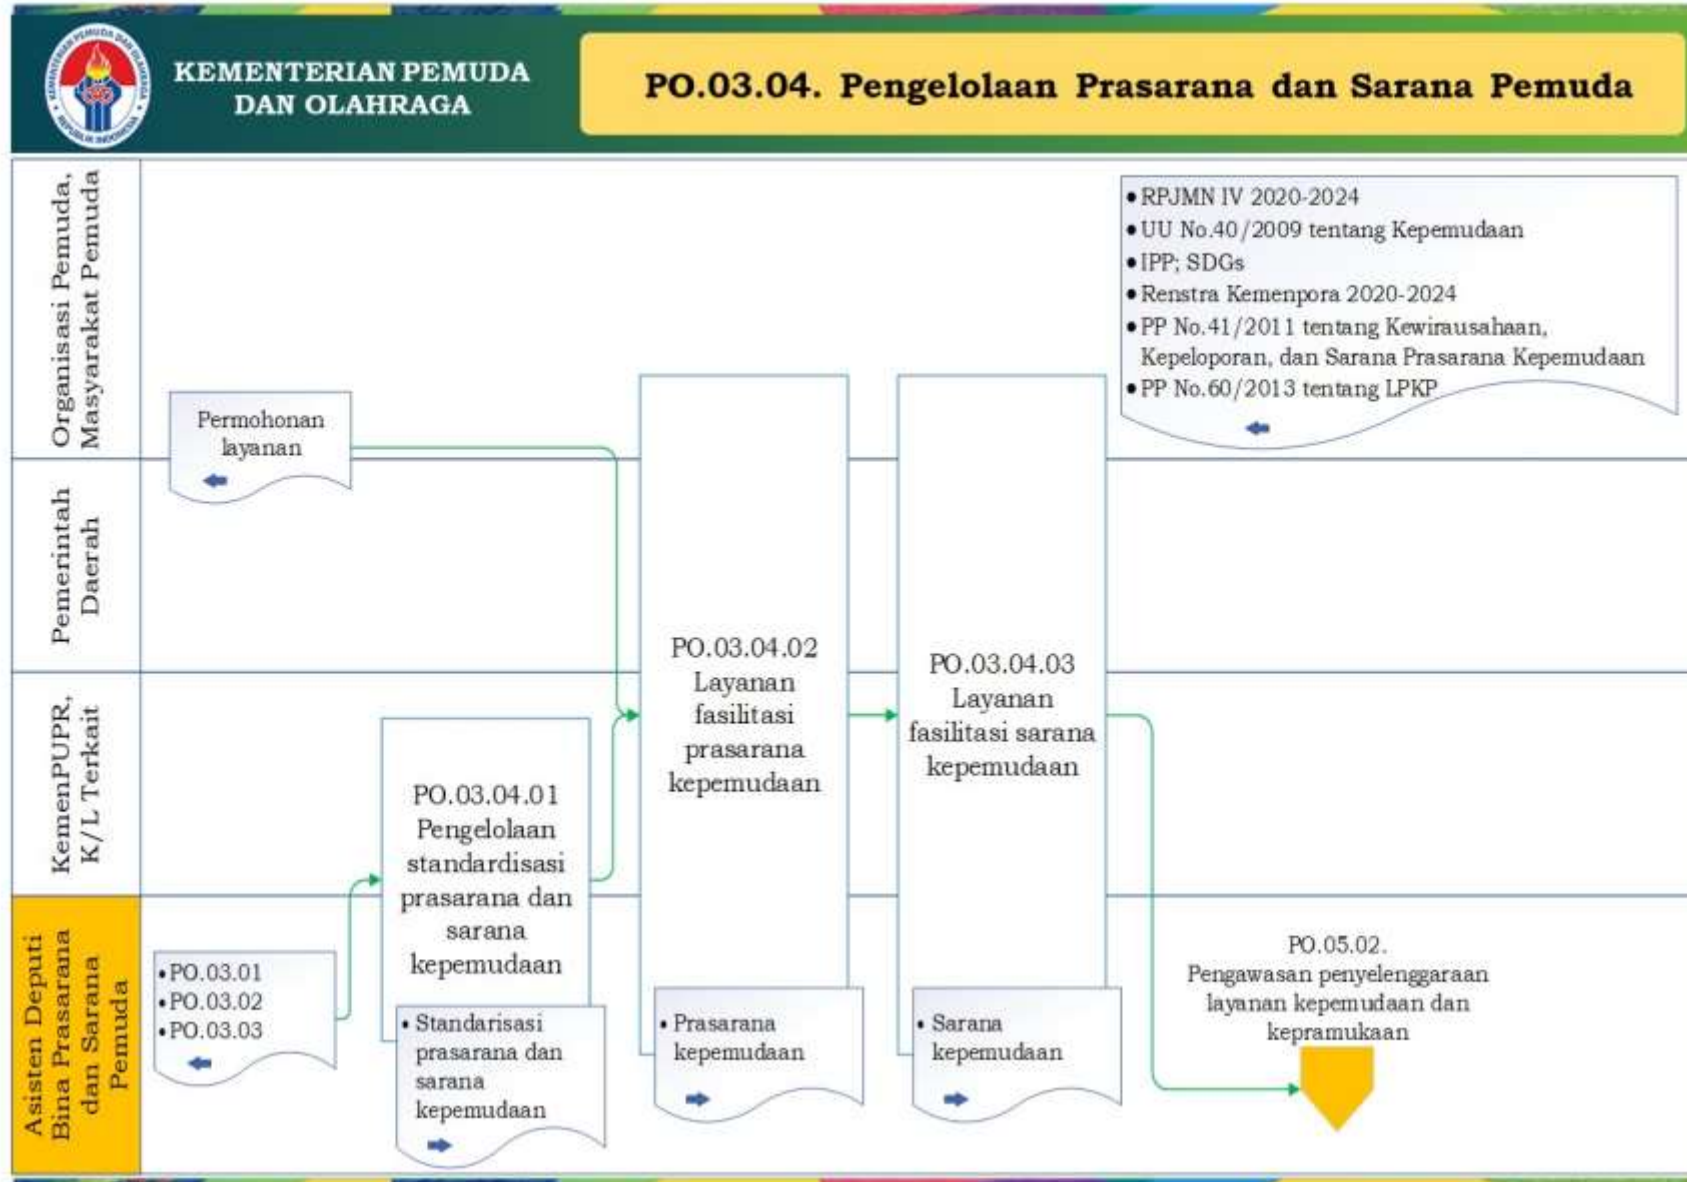 KEMENTERIAN PEMUDA DAN OLAHRAGA
REPUBLIK INDONESIA
KEMENTERIAN PEMUDA
DAN OLAHRAGA
PO.03.04. Pengelolaan Prasarana dan Sarana Pemuda
Organisasi Pemuda,
Masyarakat Pemuda
Permohonan
layanan
• RPJMN IV 2020-2024
• UU No.40/2009 tentang Kepemudaan
• IPP; SDGs
• Renstra Kemenpora 2020-2024
• PP No.41/2011 tentang Kewirausahaan,
Kepeloporan, dan Sarana Prasarana Kepemudaan
• PP No.60/2013 tentang LPKP
Pemerintah
Daerah
KemenPUPR,
K/L Terkait
PO.03.04.01
Pengelolaan
standardisasi
prasarana dan
sarana
kepemudaan
PO.03.04.02
Layanan
fasilitasi
prasarana
kepemudaan
PO.03.04.03
Layanan
fasilitasi sarana
kepemudaan
Asisten Deputi
Bina Prasarana
dan Sarana
Pemuda
• PO.03.01
• PO.03.02
• PO.03.03
• Standarisasi
prasarana dan
sarana
kepemudaan
• Prasarana
kepemudaan
• Sarana
kepemudaan
PO.05.02.
Pengawasan penyelenggaraan
layanan kepemudaan dan
kepramukaan